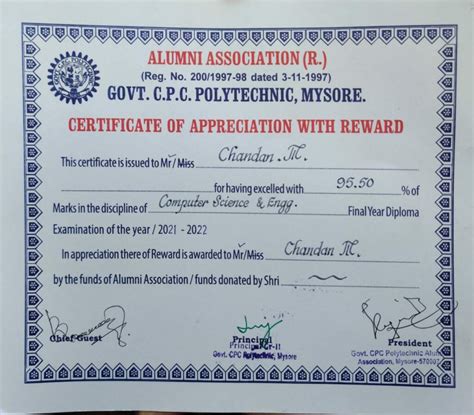 ALUMNI ASSOCIATION (R.)
(Reg. No. 200/1997-98 dated 3-11-1997)
GOVT. C.P.C. POLYTECHNIC, MYSORE.
CERTIFICATE OF APPRECIATION WITH REWARD
This certificate is issued to Mr/Miss Chandan. M.
for having excelled with 95.50 % of
Marks in the discipline of Computer Science & Engg. Final Year Diploma
Examination of the year / 2021 - 2022
In appreciation there of Reward is awarded to Mr/Miss Chandan M.
by the funds of Alumni Association / funds donated by Shri
Chief Guest
Principal
Principal Gr-II
Govt. CPC Polytechnic, Mysore
President
Govt. CPC Polytechnic Alumni
Association, Mysore-570007